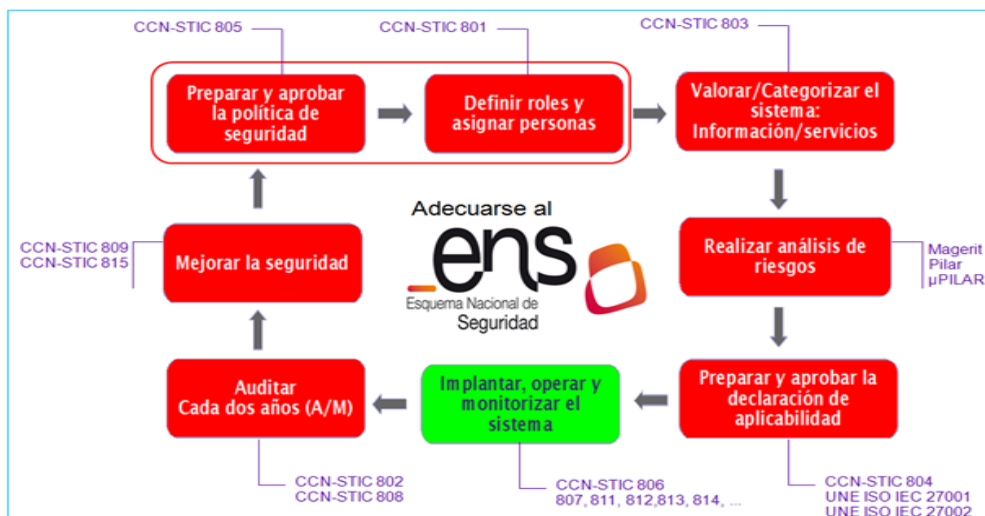 CCN-STIC 805
CCN-STIC 801
CCN-STIC 803
Preparar y aprobar
la política de
seguridad
Definir roles y
asignar personas
Valorar/Categorizar el
sistema:
Información/servicios
CCN-STIC 809
CCN-STIC 815
Mejorar la seguridad
Adecuarse al
ens
Esquema Nacional de
Seguridad
Realizar análisis de
riesgos
Magerit
Pilar
µPILAR
Auditar
Cada dos años (A/M)
Implantar, operar y
monitorizar el
sistema
Preparar y aprobar la
declaración de
aplicabilidad
CCN-STIC 802
CCN-STIC 808
CCN-STIC 806
807, 811, 812,813, 814, ...
CCN-STIC 804
UNE ISO IEC 27001
UNE ISO IEC 27002